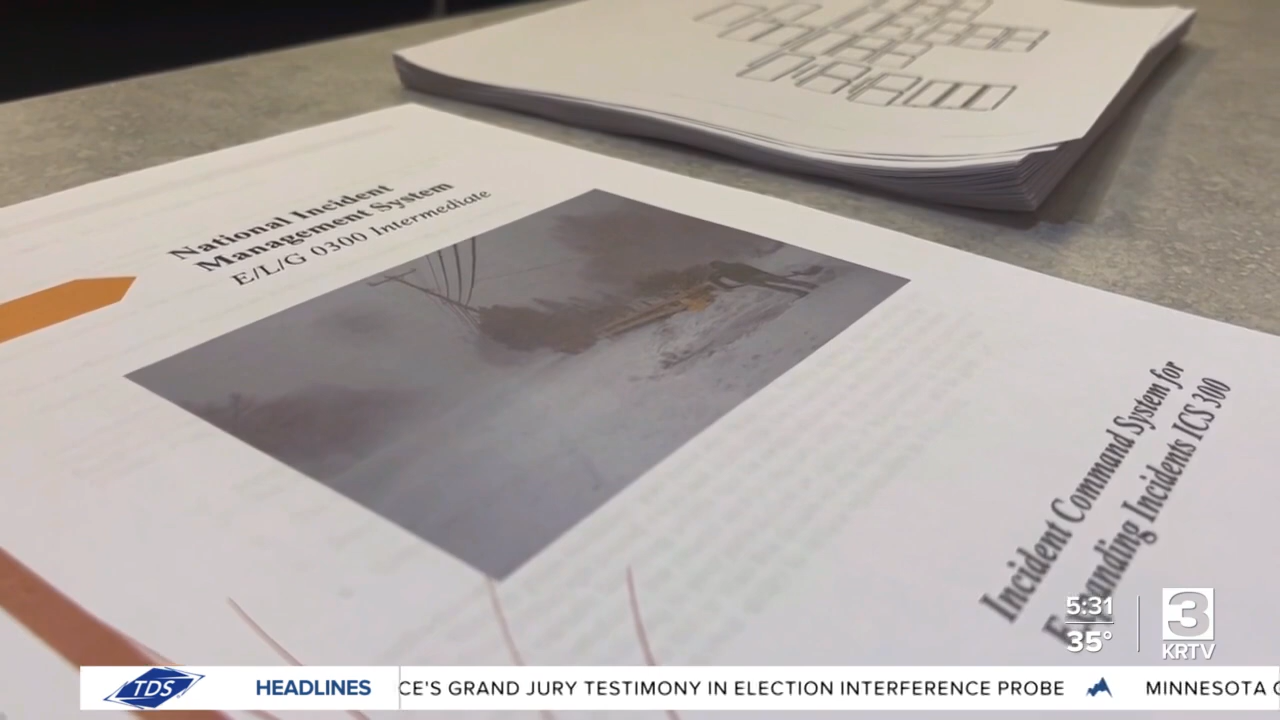 National Incident
Management System
E/L/G 0300 Intermediate
Incident Command System for
Expanding Incidents ICS 300
5:31
35°
3
KRTV
TDS
HEADLINES
CE'S GRAND JURY TESTIMONY IN ELECTION INTERFERENCE PROBE
MINNESOTA